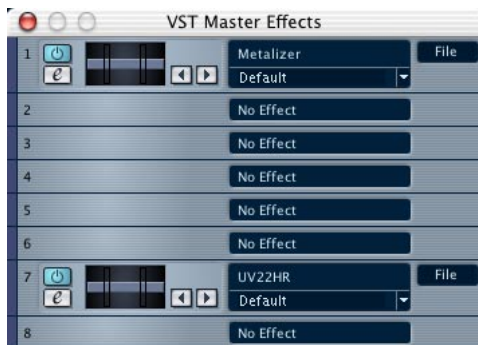 VST Master Effects
1 Metalizer File
e Default
2 No Effect
3 No Effect
4 No Effect
5 No Effect
6 No Effect
7 UV22HR File
e Default
8 No Effect